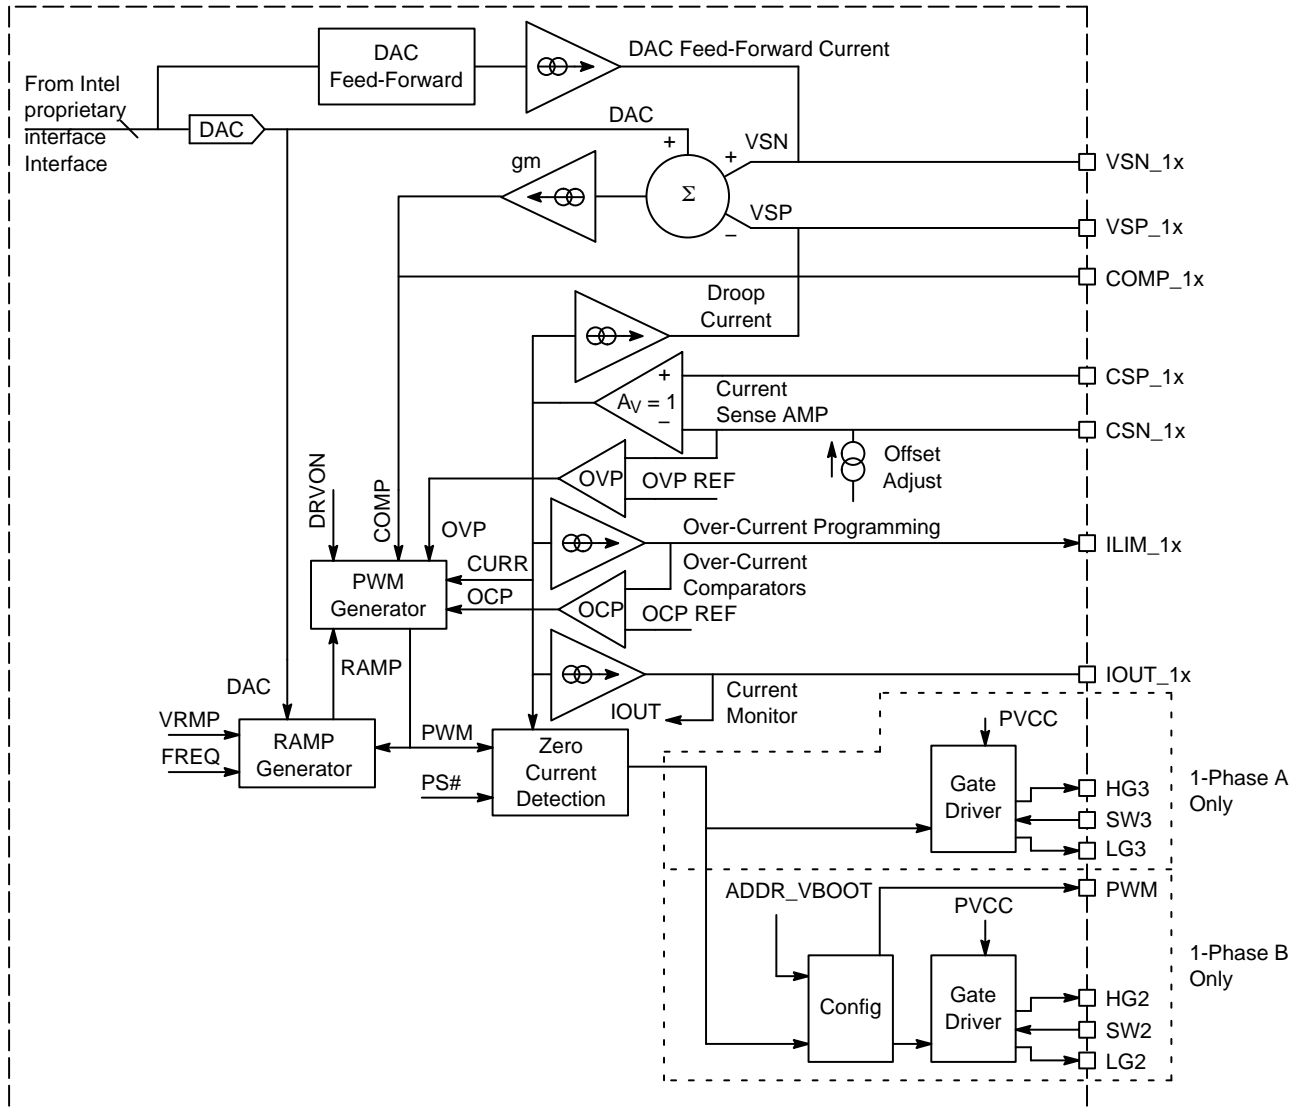 DAC
Feed-Forward
DAC Feed-Forward Current
From Intel
proprietary
interface
Interface
DAC
DAC
+
VSN
+
VSN_1x
gm
Σ
VSP
−
VSP_1x
COMP_1x
Droop
Current
+
CSP_1x
AV = 1
Current
Sense AMP
−
CSN_1x
Offset
Adjust
OVP
OVP REF
DRVON
COMP
OVP
Over-Current Programming
ILIM_1x
CURR
Over-Current
Comparators
PWM
Generator
OCP
OCP
OCP REF
RAMP
DAC
IOUT_1x
IOUT
Current
Monitor
VRMP
FREQ
RAMP
Generator
PWM
PS#
Zero
Current
Detection
PVCC
Gate
Driver
HG3
SW3
LG3
1-Phase A
Only
ADDR_VBOOT
PWM
PVCC
Config
Gate
Driver
HG2
SW2
LG2
1-Phase B
Only